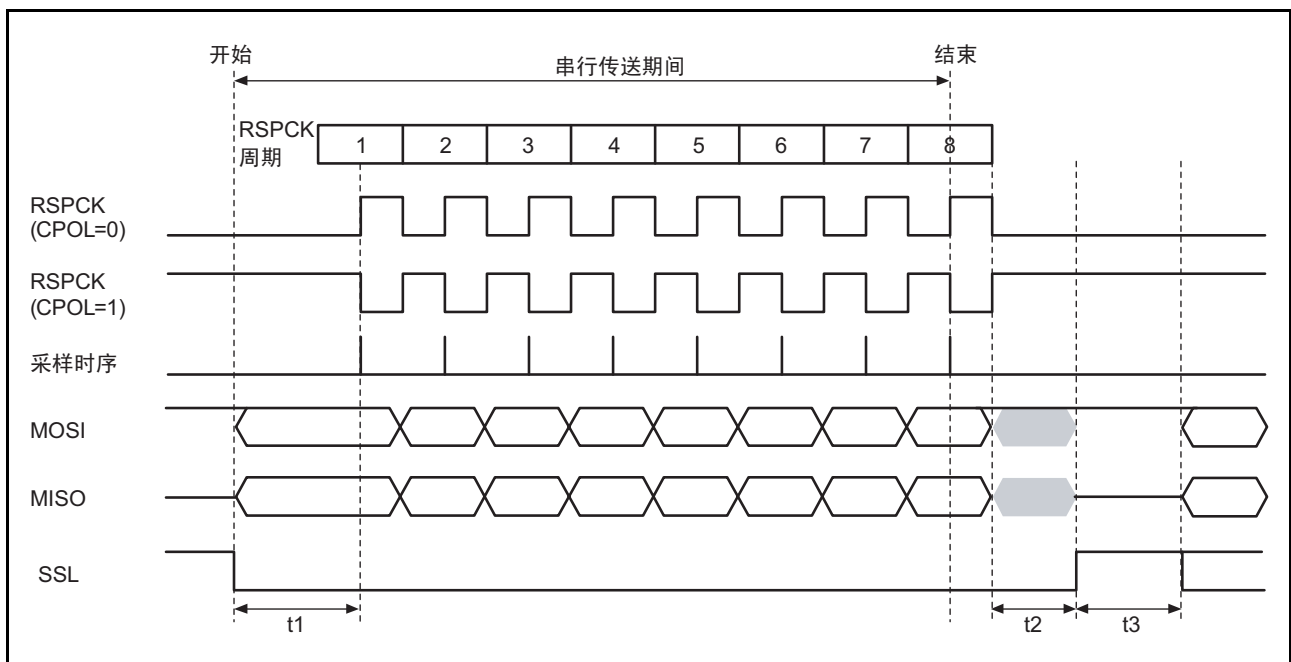 开始
结束
串行传送期间
RSPCK
周期
1 2 3 4 5 6 7 8
RSPCK
(CPOL=0)
RSPCK
(CPOL=1)
采样时序
MOSI
MISO
SSL
t1 t2 t3